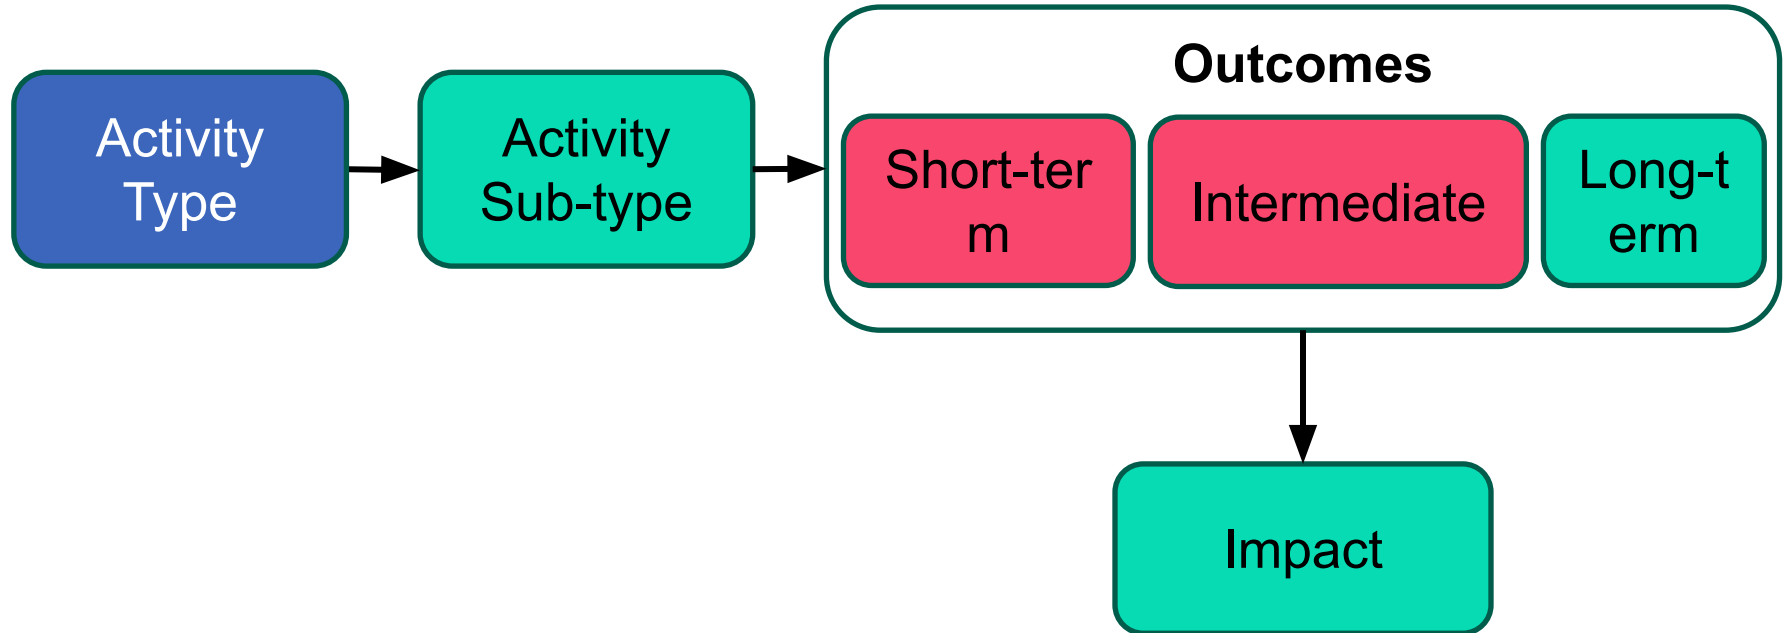 Activity
Type
Activity
Sub-type
Outcomes
Short-ter
m
Intermediate
Long-t
erm
Impact